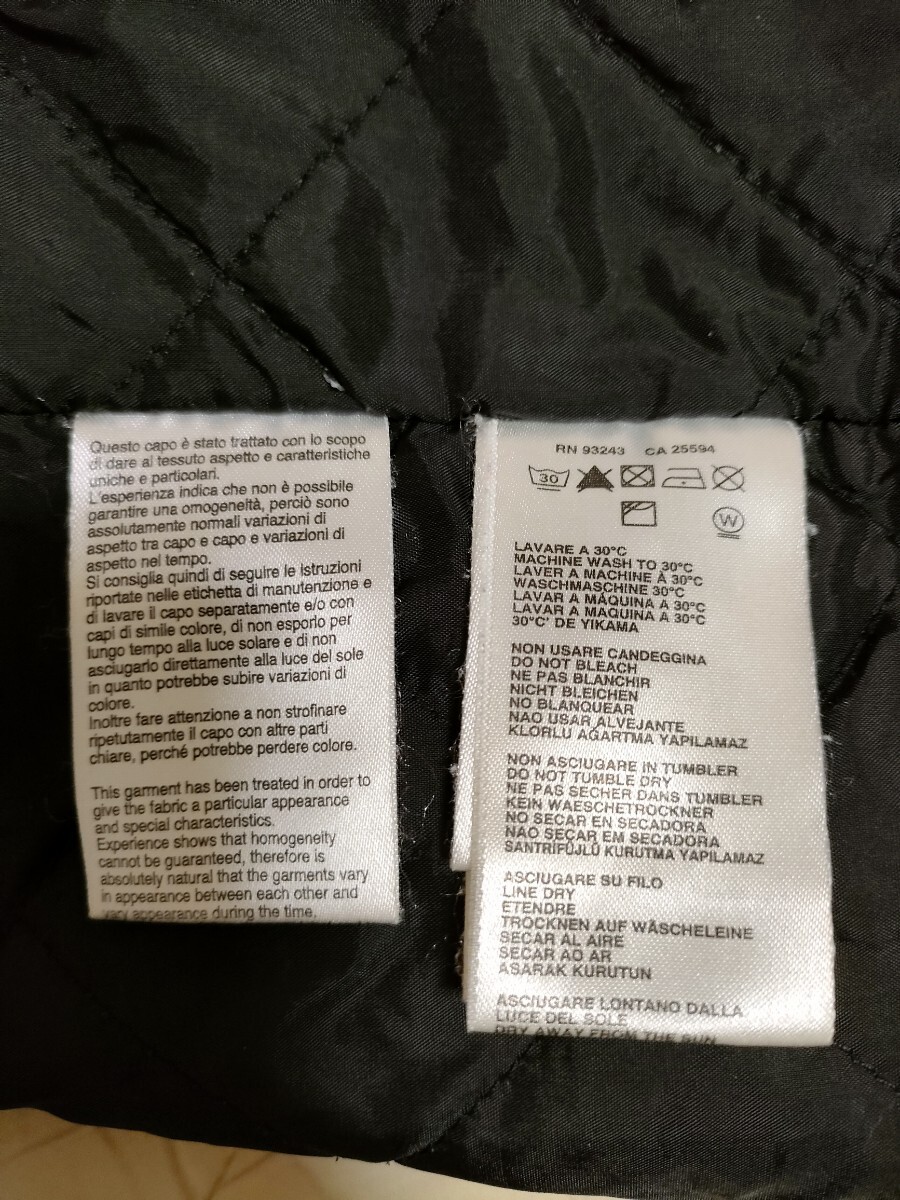 Questo capo è stato trattato con lo scopo
di dare al tessuto aspetto e caratteristiche
uniche e particolari.
L'esperienza indica che non è possibile
garantire una omogeneità, perciò sono
assolutamente normali variazioni di
aspetto tra capo e capo e variazioni di
aspetto nel tempo.
Si consiglia quindi di seguire le istruzioni
riportate nelle etichetta di manutenzione e
di lavare il capo separatamente e/o con
capi di simile colore, di non esporlo per
lungo tempo alla luce solare e di non
asciugarlo direttamente alla luce del sole
in quanto potrebbe subire variazioni di
colore.
Inoltre fare attenzione a non strofinare
ripetutamente il capo con altre parti
chiare, perché potrebbe perdere colore.
This garment has been treated in order to
give the fabric a particular appearance
and special characteristics.
Experience shows that homogeneity
cannot be guaranteed, therefore is
absolutely natural that the garments vary
in appearance between each other and
vary appearance during the time.
RN 93243 CA 25594
30
W
LAVARE A 30°C
MACHINE WASH TO 30°C
LAVER A MACHINE À 30°C
WASCHMASCHINE 30°C
LAVAR A MÁQUINA A 30°C
LAVAR A MAQUINA A 30°C
30°C' DE YIKAMA
NON USARE CANDEGGINA
DO NOT BLEACH
NE PAS BLANCHIR
NICHT BLEICHEN
NO BLANQUEAR
NAO USAR ALVEJANTE
KLORLU AĞARTMA YAPILAMAZ
NON ASCIUGARE IN TUMBLER
DO NOT TUMBLE DRY
NE PAS SECHER DANS TUMBLER
KEIN WAESCHETROCKNER
NO SECAR EN SECADORA
NAO SECAR EM SECADORA
SANTRİFÜJLÜ KURUTMA YAPILAMAZ
ASCIUGARE SU FILO
LINE DRY
ETENDRE
TROCKNEN AUF WÄSCHELEINE
SECAR AL AIRE
SECAR AO AR
ASARAK KURUTUN
ASCIUGARE LONTANO DALLA
LUCE DEL SOLE
DRY AWAY FROM THE SUN